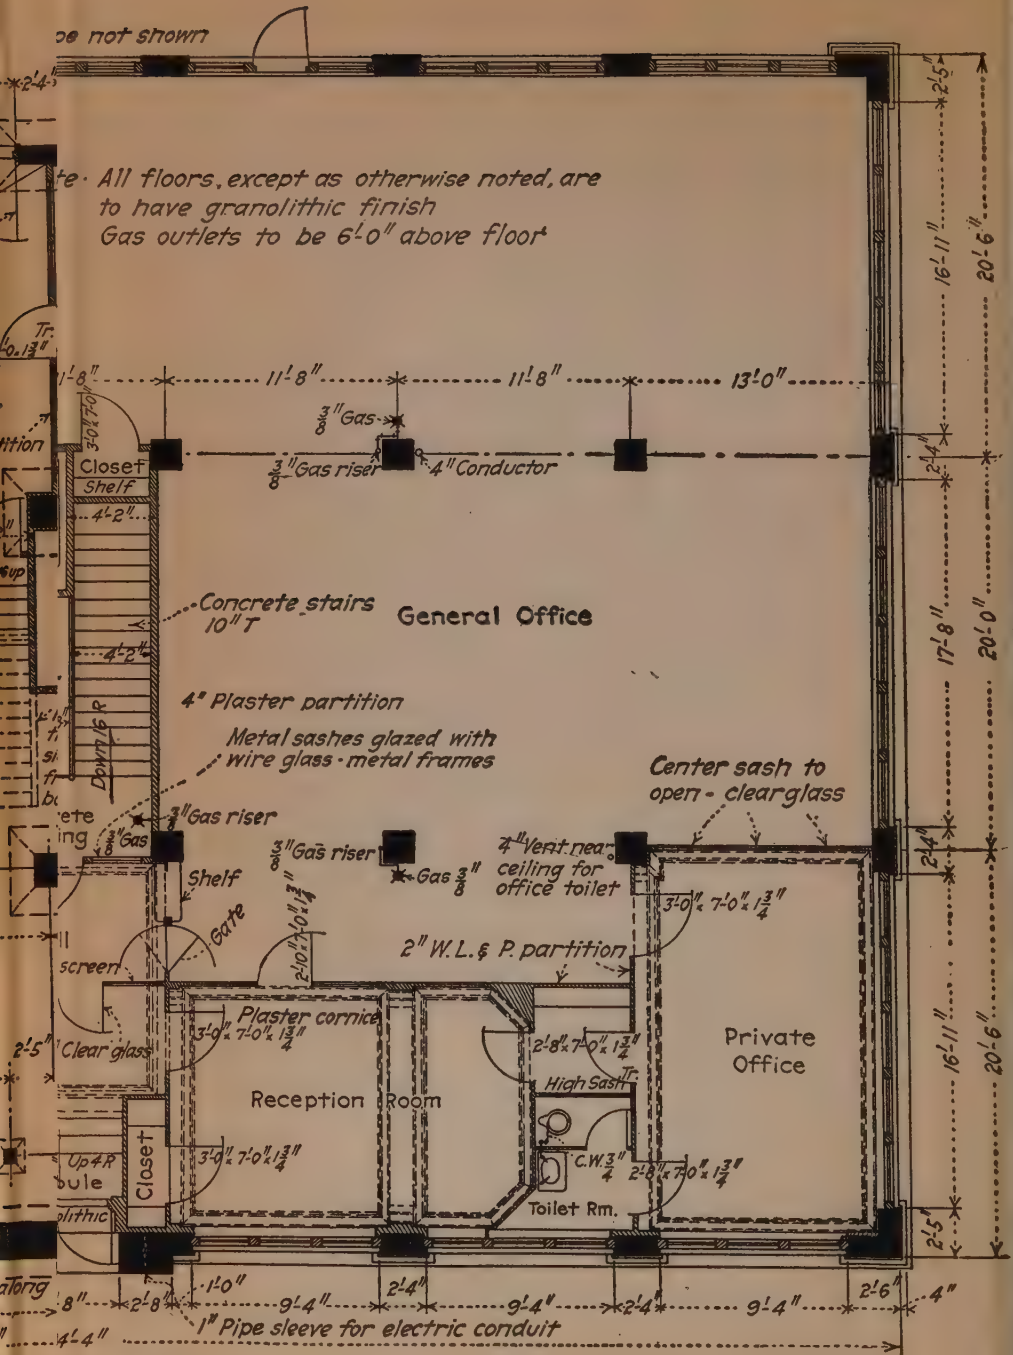 not shown
2'-4"
All floors, except as otherwise noted, are
to have granolithic finish
Gas outlets to be 6'-0" above floor
2'-5"
16'-11"
20'-6"
Tr.
11'-8"
11'-8"
13'-0"
3'-0" x 7'-0"
3/8" Gas
Closet
Shelf
3/8" Gas riser
4" Conductor
2'-4"
4'-2"
Concrete stairs
10" T
General Office
17'-8"
20'-0"
4'-2"
4" Plaster partition
Down 16 R
Metal sashes glazed with
wire glass - metal frames
Center sash to
open - clear glass
3/8" Gas riser
3/8" Gas
3/8" Gas riser
Gas 3/8"
4" Vent near
ceiling for
office toilet
2'-4"
Shelf
Gate
2'-10" x 7'-0" x 1 3/4"
3'-0" x 7'-0" x 1 3/4"
2" W.L. & P. partition
screen
Plaster cornice
3'-0" x 7'-0" x 1 3/4"
2'-5"
Clear glass
2'-8" x 7'-0" x 1 3/4"
Private
Office
16'-11"
20'-6"
High Sash
Tr.
Reception Room
Closet
Up 4 R
3'-0" x 7'-0" x 1 3/4"
C.W. 3/4"
2'-8" x 7'-0" x 1 3/4"
Toilet Rm.
2'-5"
8"
2'-8"
1'-0"
9'-4"
2'-4"
9'-4"
2'-4"
9'-4"
2'-6"
4"
1" Pipe sleeve for electric conduit
4'-4"